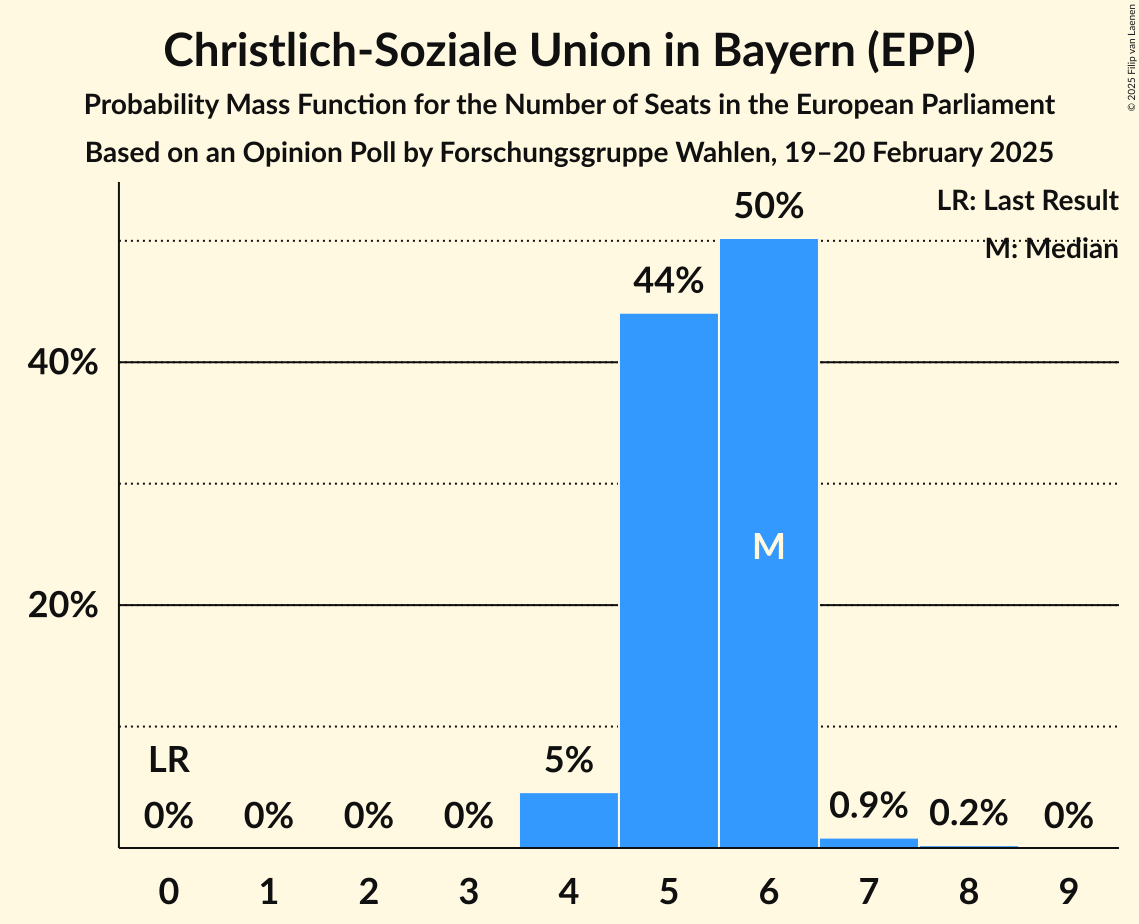 Christlich-Soziale Union in Bayern (EPP)
Probability Mass Function for the Number of Seats in the European Parliament
Based on an Opinion Poll by Forschungsgruppe Wahlen, 19–20 February 2025
© 2025 Filip van Laenen
LR: Last Result
M: Median
50%
44%
40%
M
20%
LR
5%
0% 0% 0% 0% 0.9% 0.2% 0%
0 1 2 3 4 5 6 7 8 9